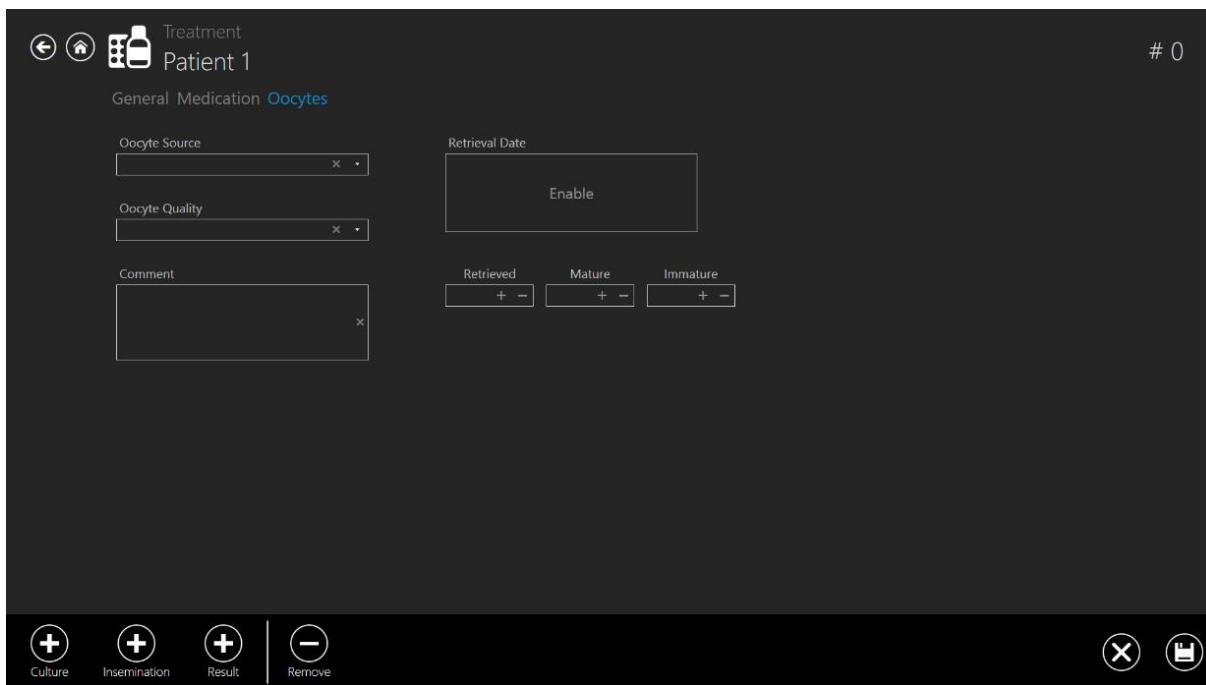 Treatment
Patient 1
# 0
General Medication Oocytes
Oocyte Source
Retrieval Date
Enable
Oocyte Quality
Comment
Retrieved Mature Immature
Culture Insemination Result Remove